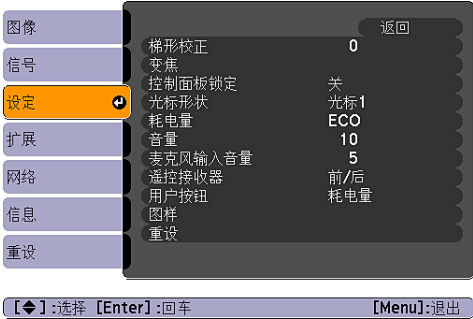 图像
信号
设定
扩展
网络
信息
重设
返回
梯形校正 0
变焦
控制面板锁定 关
光标形状 光标1
耗电量 ECO
音量 10
麦克风输入音量 5
遥控接收器 前/后
用户按钮 耗电量
图样
重设
[◆]:选择 [Enter]:回车 [Menu]:退出